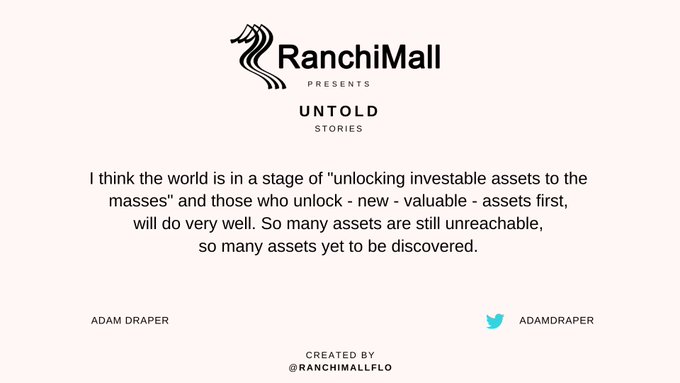 RanchiMall
PRESENTS
UNTOLD
STORIES
I think the world is in a stage of "unlocking investable assets to the
masses" and those who unlock - new - valuable - assets first,
will do very well. So many assets are still unreachable,
so many assets yet to be discovered.
ADAM DRAPER
ADAMDRAPER
CREATED BY
@RANCHIMALLFLO